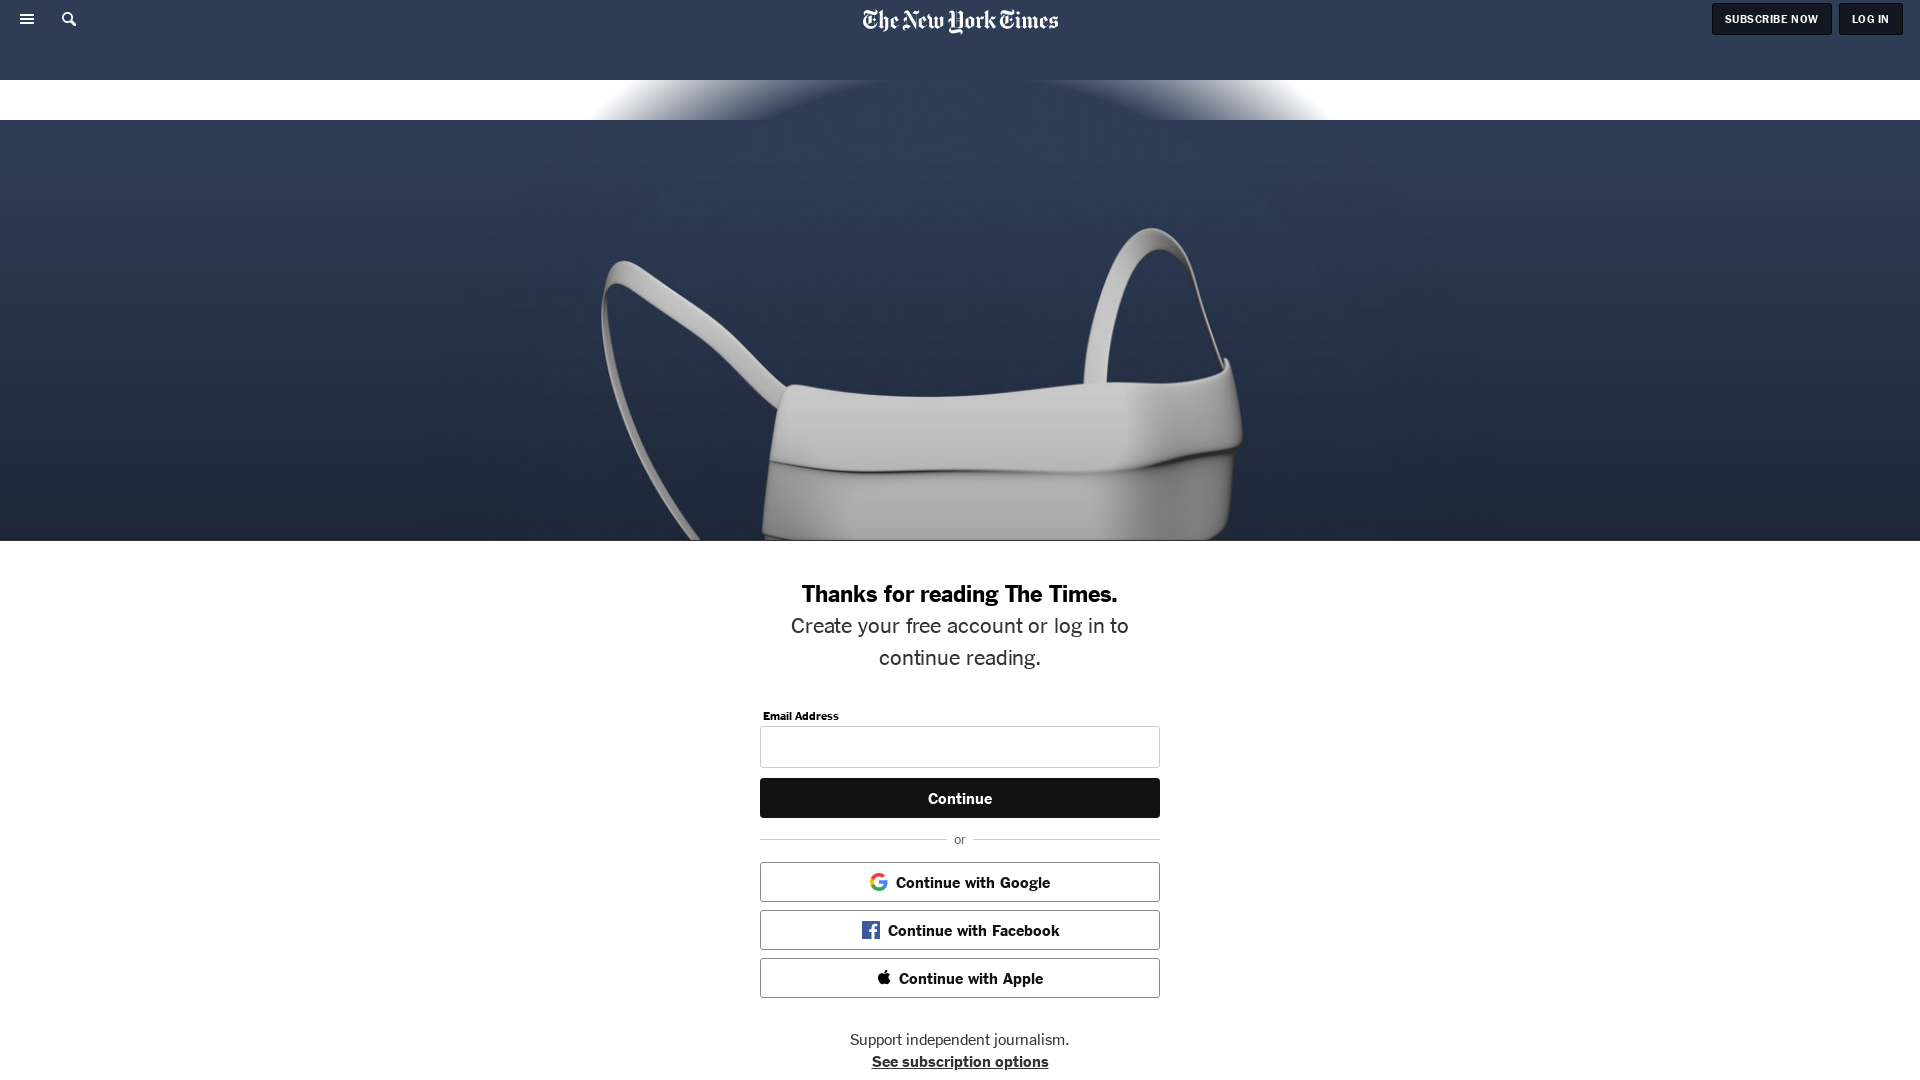 The New York Times
SUBSCRIBE NOW
LOG IN
Thanks for reading The Times.
Create your free account or log in to
continue reading.
Email Address
Continue
or
Continue with Google
Continue with Facebook
Continue with Apple
Support independent journalism.
See subscription options